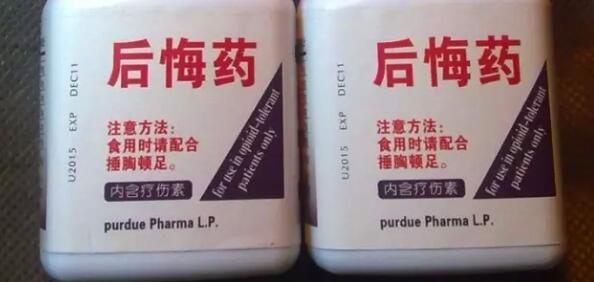 后悔药
注意方法:
食用时请配合
捶胸顿足。
内含疗伤素
purdue Pharma L.P.
for use in opioid-tolerant
patients only
U2015 EXP DEC11
后悔药
注意方法:
食用时请配合
捶胸顿足。
内含疗伤素
purdue Pharma L.P.
for use in opioid-tolerant
patients only
U2015 EXP DEC11